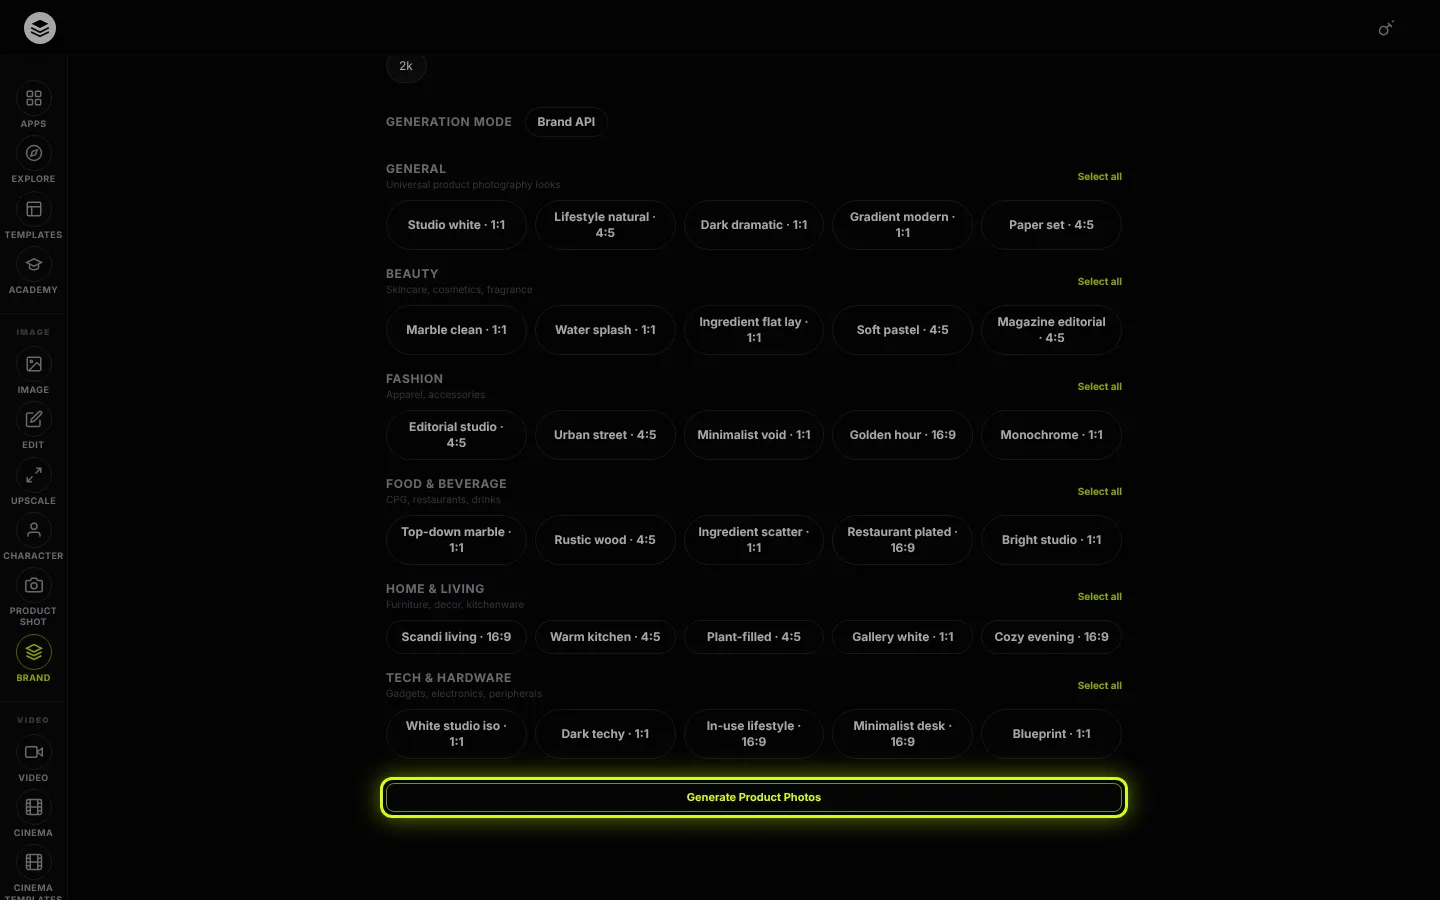 2k
GENERATION MODE
Brand API
GENERAL
Universal product photography looks
Select all
Studio white · 1:1
Lifestyle natural ·
4:5
Dark dramatic · 1:1
Gradient modern ·
1:1
Paper set · 4:5
BEAUTY
Skincare, cosmetics, fragrance
Select all
Marble clean · 1:1
Water splash · 1:1
Ingredient flat lay ·
1:1
Soft pastel · 4:5
Magazine editorial
· 4:5
FASHION
Apparel, accessories
Select all
Editorial studio ·
4:5
Urban street · 4:5
Minimalist void · 1:1
Golden hour · 16:9
Monochrome · 1:1
FOOD & BEVERAGE
CPG, restaurants, drinks
Select all
Top-down marble ·
1:1
Rustic wood · 4:5
Ingredient scatter ·
1:1
Restaurant plated ·
16:9
Bright studio · 1:1
HOME & LIVING
Furniture, decor, kitchenware
Select all
Scandi living · 16:9
Warm kitchen · 4:5
Plant-filled · 4:5
Gallery white · 1:1
Cozy evening · 16:9
TECH & HARDWARE
Gadgets, electronics, peripherals
Select all
White studio iso ·
1:1
Dark techy · 1:1
In-use lifestyle ·
16:9
Minimalist desk ·
16:9
Blueprint · 1:1
Generate Product Photos
APPS
EXPLORE
TEMPLATES
ACADEMY
IMAGE
IMAGE
EDIT
UPSCALE
CHARACTER
PRODUCT
SHOT
BRAND
VIDEO
VIDEO
CINEMA
CINEMA
TEMPLATES